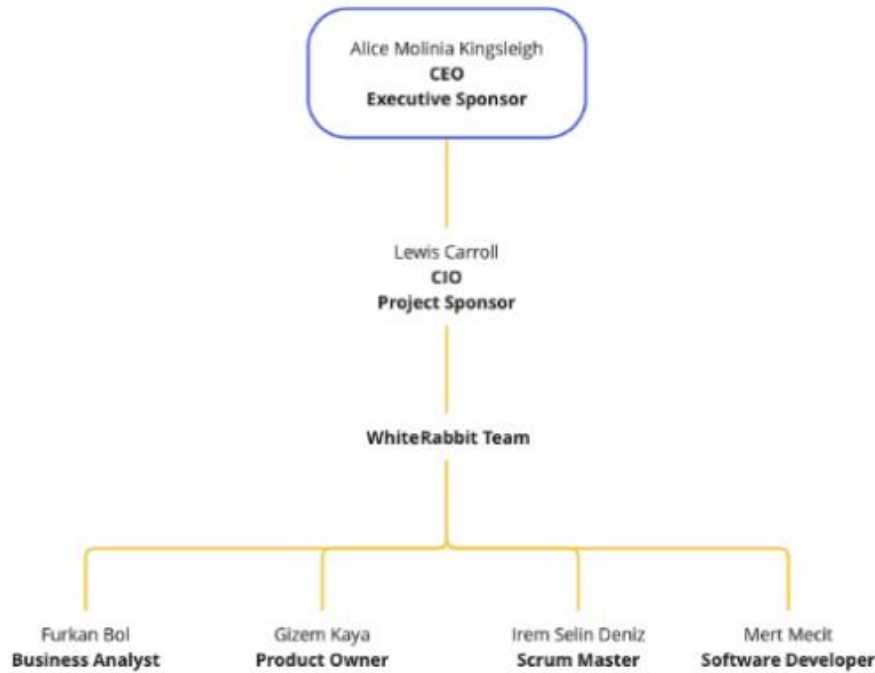 Alice Molinia Kingsleigh
CEO
Executive Sponsor
Lewis Carroll
CIO
Project Sponsor
WhiteRabbit Team
Furkan Bol
Business Analyst
Gizem Kaya
Product Owner
Irem Selin Deniz
Scrum Master
Mert Mecit
Software Developer